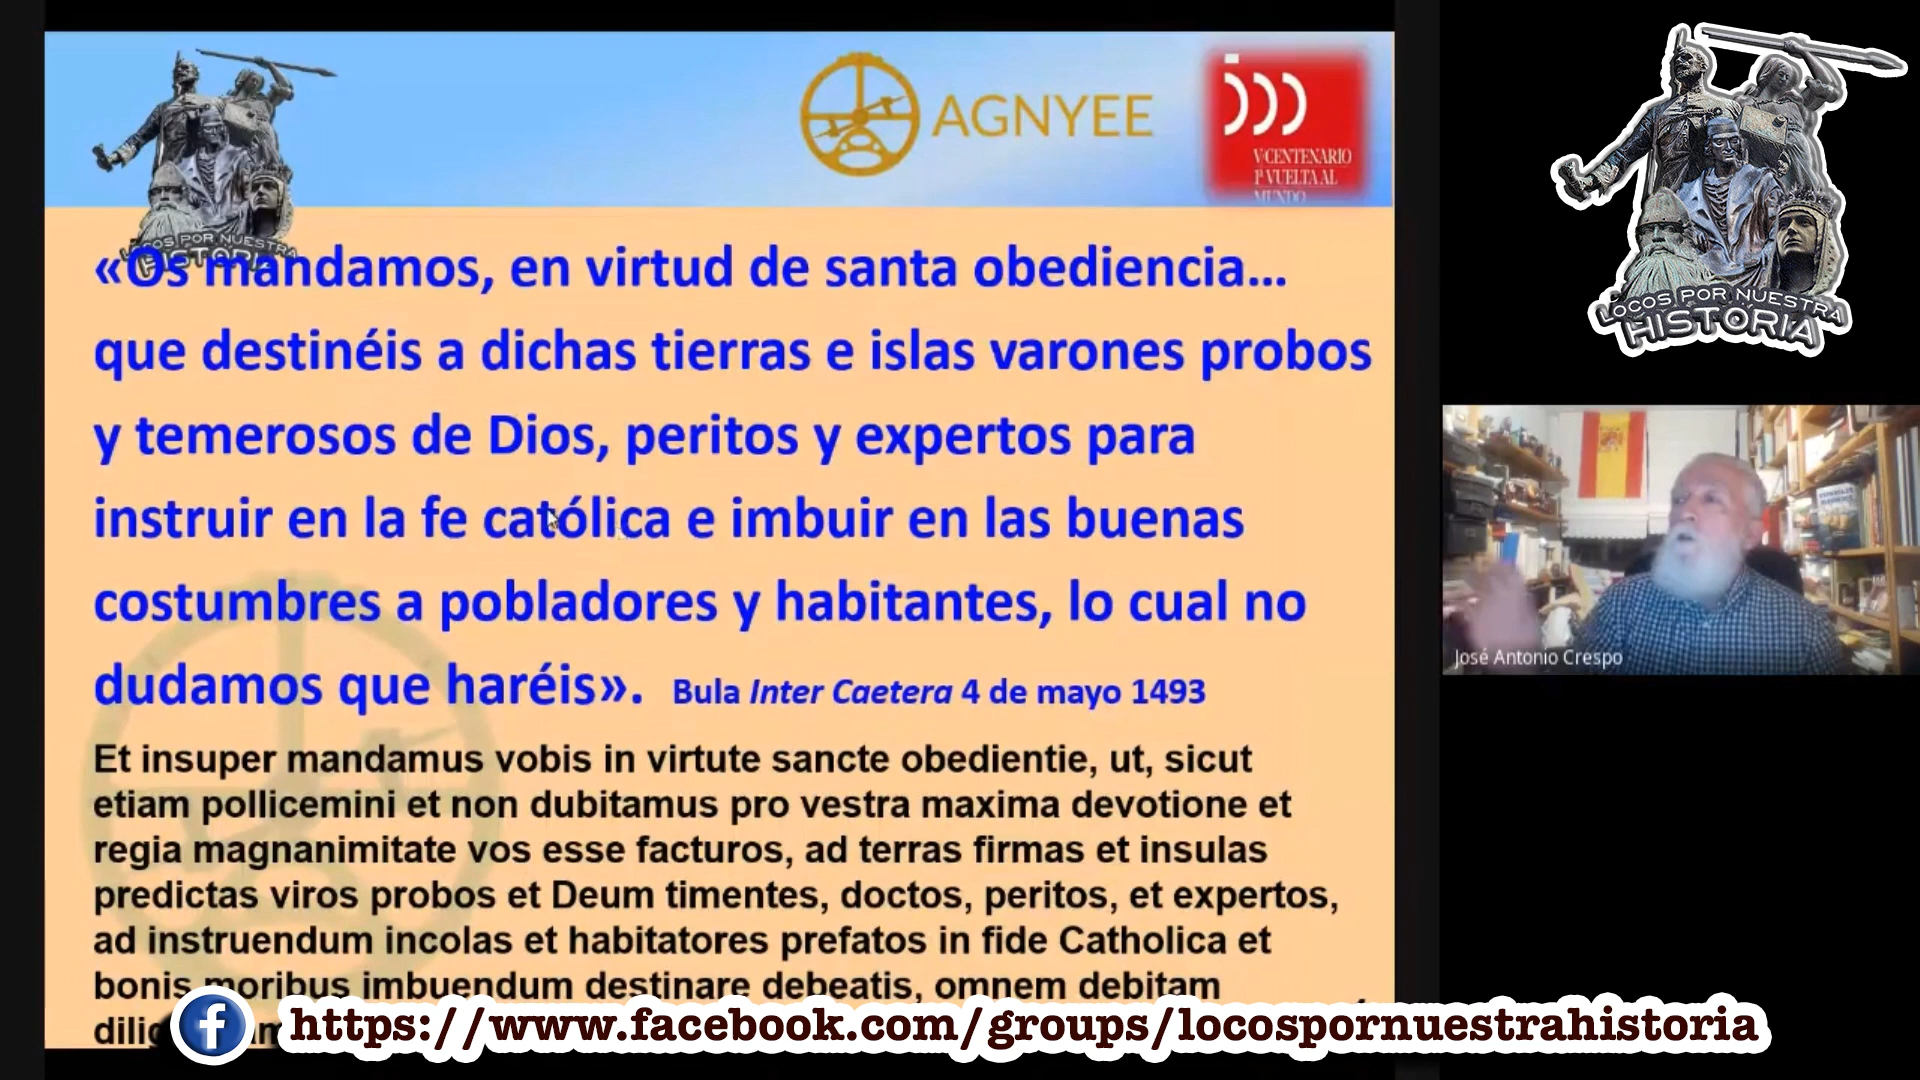 AGNYEE
V CENTENARIO
1ª VUELTA AL
MUNDO
LOCOS POR NUESTRA
HISTORIA
«Os mandamos, en virtud de santa obediencia...
que destinéis a dichas tierras e islas varones probos
y temerosos de Dios, peritos y expertos para
instruir en la fe católica e imbuir en las buenas
costumbres a pobladores y habitantes, lo cual no
dudamos que haréis». Bula Inter Caetera 4 de mayo 1493
Et insuper mandamus vobis in virtute sancte obedientie, ut, sicut
etiam pollicemini et non dubitamus pro vestra maxima devotione et
regia magnanimitate vos esse facturos, ad terras firmas et insulas
predictas viros probos et Deum timentes, doctos, peritos, et expertos,
ad instruendum incolas et habitatores prefatos in fide Catholica et
bonis moribus imbuendum destinare debeatis, omnem debitam
LOCOS POR NUESTRA
HISTORIA
José Antonio Crespo
https://www.facebook.com/groups/locospornuestrahistoria